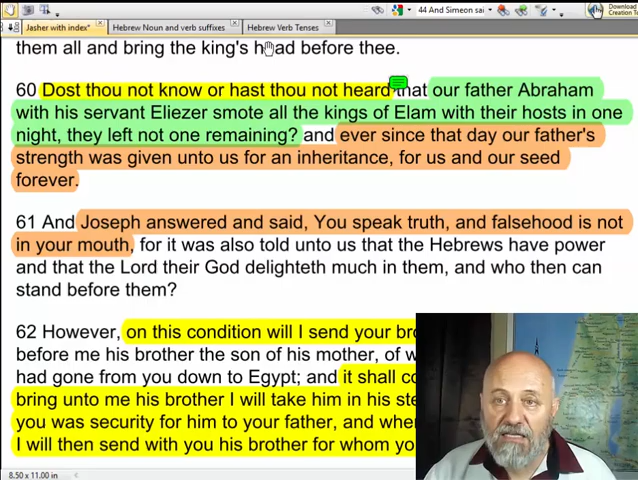 44 And Simeon sai
Download
Creation T
Jasher with index*
Hebrew Noun and verb suffixes
Hebrew Verb Tenses
them all and bring the king's head before thee.
60 Dost thou not know or hast thou not heard that our father Abraham
with his servant Eliezer smote all the kings of Elam with their hosts in one
night, they left not one remaining? and ever since that day our father's
strength was given unto us for an inheritance, for us and our seed
forever.
61 And Joseph answered and said, You speak truth, and falsehood is not
in your mouth, for it was also told unto us that the Hebrews have power
and that the Lord their God delighteth much in them, and who then can
stand before them?
62 However, on this condition will I send your bro
before me his brother the son of his mother, of w
had gone from you down to Egypt; and it shall co
bring unto me his brother I will take him in his ste
you was security for him to your father, and when
I will then send with you his brother for whom yo
8.50 x 11.00 in